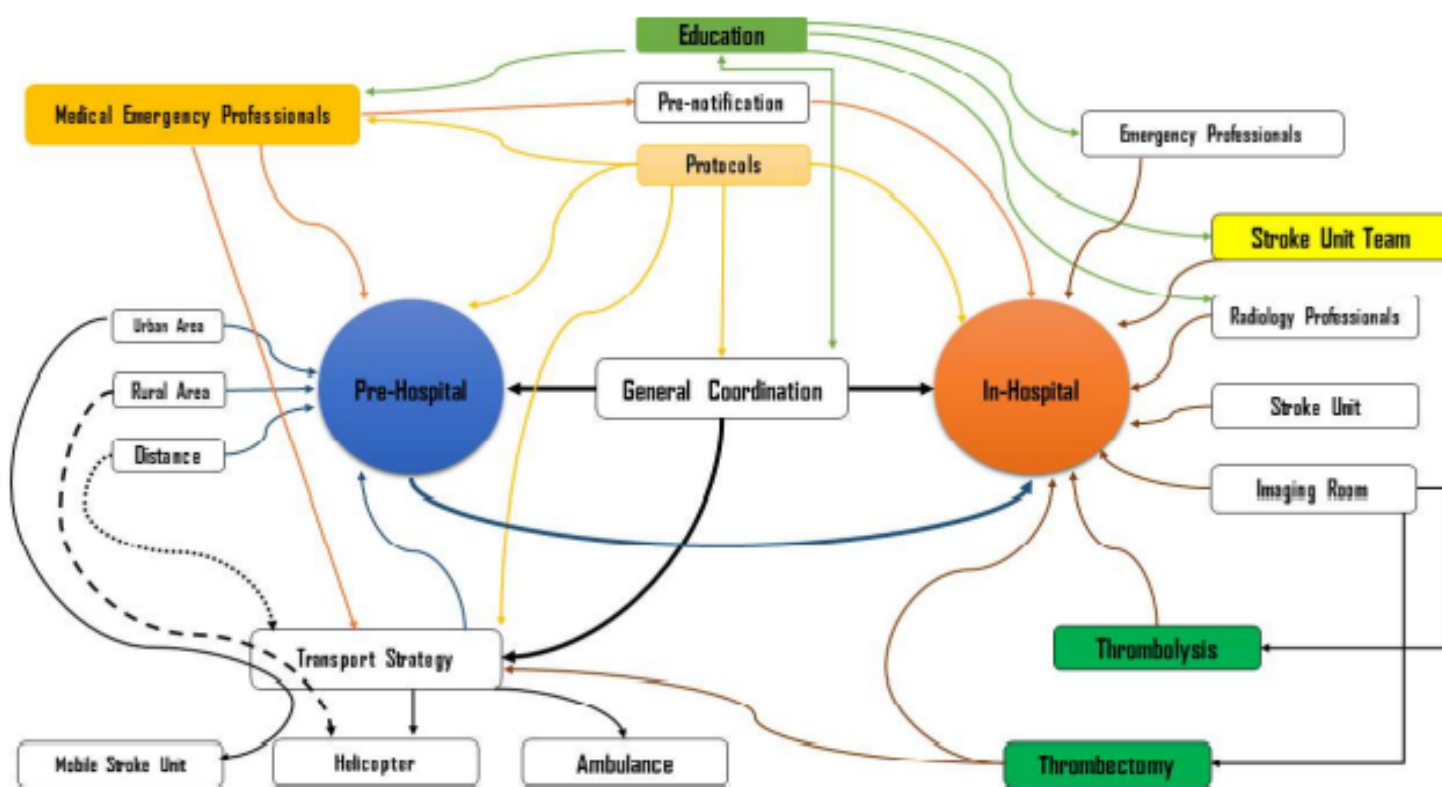 Education
Medical Emergency Professionals
Pre-notification
Emergency Professionals
Protocols
Stroke Unit Team
Urban Area
Radiology Professionals
Rural Area
Pre-Hospital
General Coordination
In-Hospital
Stroke Unit
Distance
Imaging Room
Transport Strategy
Thrombolysis
Mobile Stroke Unit
Helicopter
Ambulance
Thrombectomy